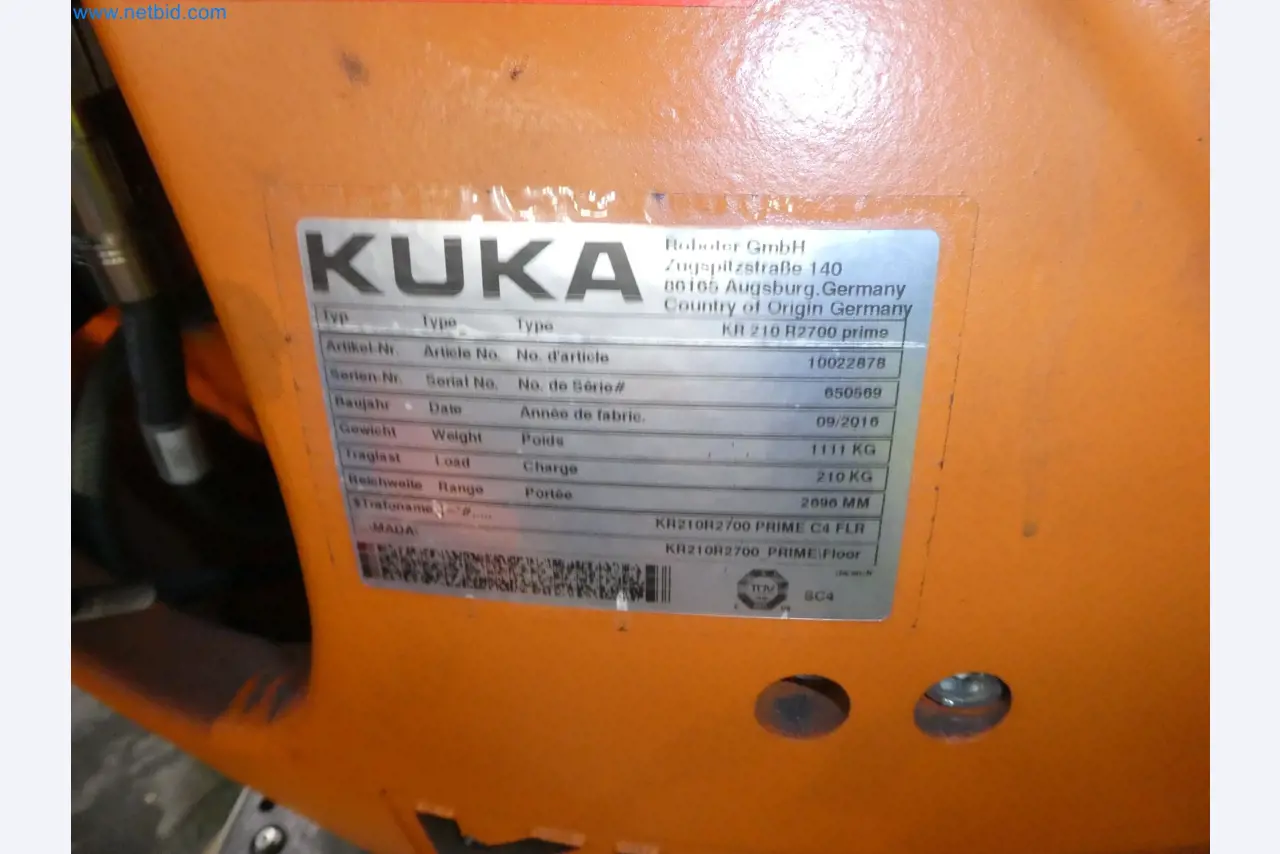 www.netbid.com
KUKA
Roboter GmbH
Zugspitzstraße 140
86165 Augsburg.Germany
Country of Origin Germany
Typ Type Type KR 210 R2700 prime
Artikel-Nr. Article No. No. d'article 10022878
Serien-Nr. Serial No. No. de Série# 650569
Baujahr Date Année de fabric. 09/2016
Gewicht Weight Poids 1111 KG
Traglast Load Charge 210 KG
Reichweite Range Portée 2696 MM
$Trafoname KR210R2700 PRIME C4 FLR
MADA\ KR210R2700_PRIME\Floor
TÜV
SC4